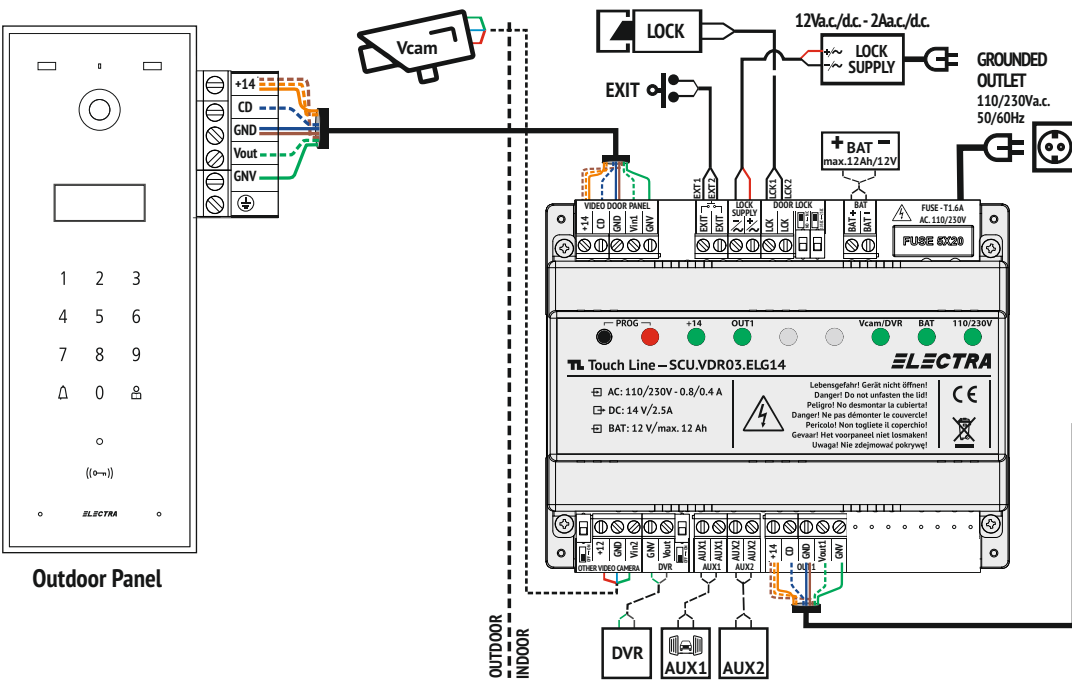 +14
CD
GND
Vout
GNV
1 2 3
4 5 6
7 8 9
0
ELECTRA
Outdoor Panel
Vcam
OUTDOOR
INDOOR
LOCK
EXIT
12Va.c./d.c. - 2Aa.c./d.c.
+/~
-/~
LOCK
SUPPLY
GROUNDED
OUTLET
110/230Va.c.
50/60Hz
+ BAT −
max.12Ah/12V
EXT1
EXT2
LCK1
LCK2
VIDEO DOOR PANEL
+14
CD
GND
Vin1
GNV
EXIT
EXIT
LOCK
SUPPLY
DOOR LOCK
LCK
LCK
BAT
BAT +
BAT -
FUSE - T1.6A
AC. 110/230V
FUSE 5X20
PROG
+14
OUT1
Vcam/DVR
BAT
110/230V
TL Touch Line – SCU.VDR03.ELG14
ELECTRA
AC: 110/230V - 0.8/0.4 A
DC: 14 V/2.5A
BAT: 12 V/max. 12 Ah
Lebensgefahr! Gerät nicht öffnen!
Danger! Do not unfasten the lid!
Peligro! No desmontar la cubierta!
Danger! Ne pas démonter le couvercle!
Pericolo! Non togliete il coperchio!
Gevaar! Het voorpaneel niet losmaken!
Uwaga! Nie zdejmować pokrywę!
CE
+12
GND
Vin2
GNV
Vout
AUX1
AUX1
AUX2
AUX2
+14
CD
GND
Vout1
GNV
OTHER VIDEO CAMERA
DVR
AUX1
AUX2
OUT1
DVR
AUX1
AUX2